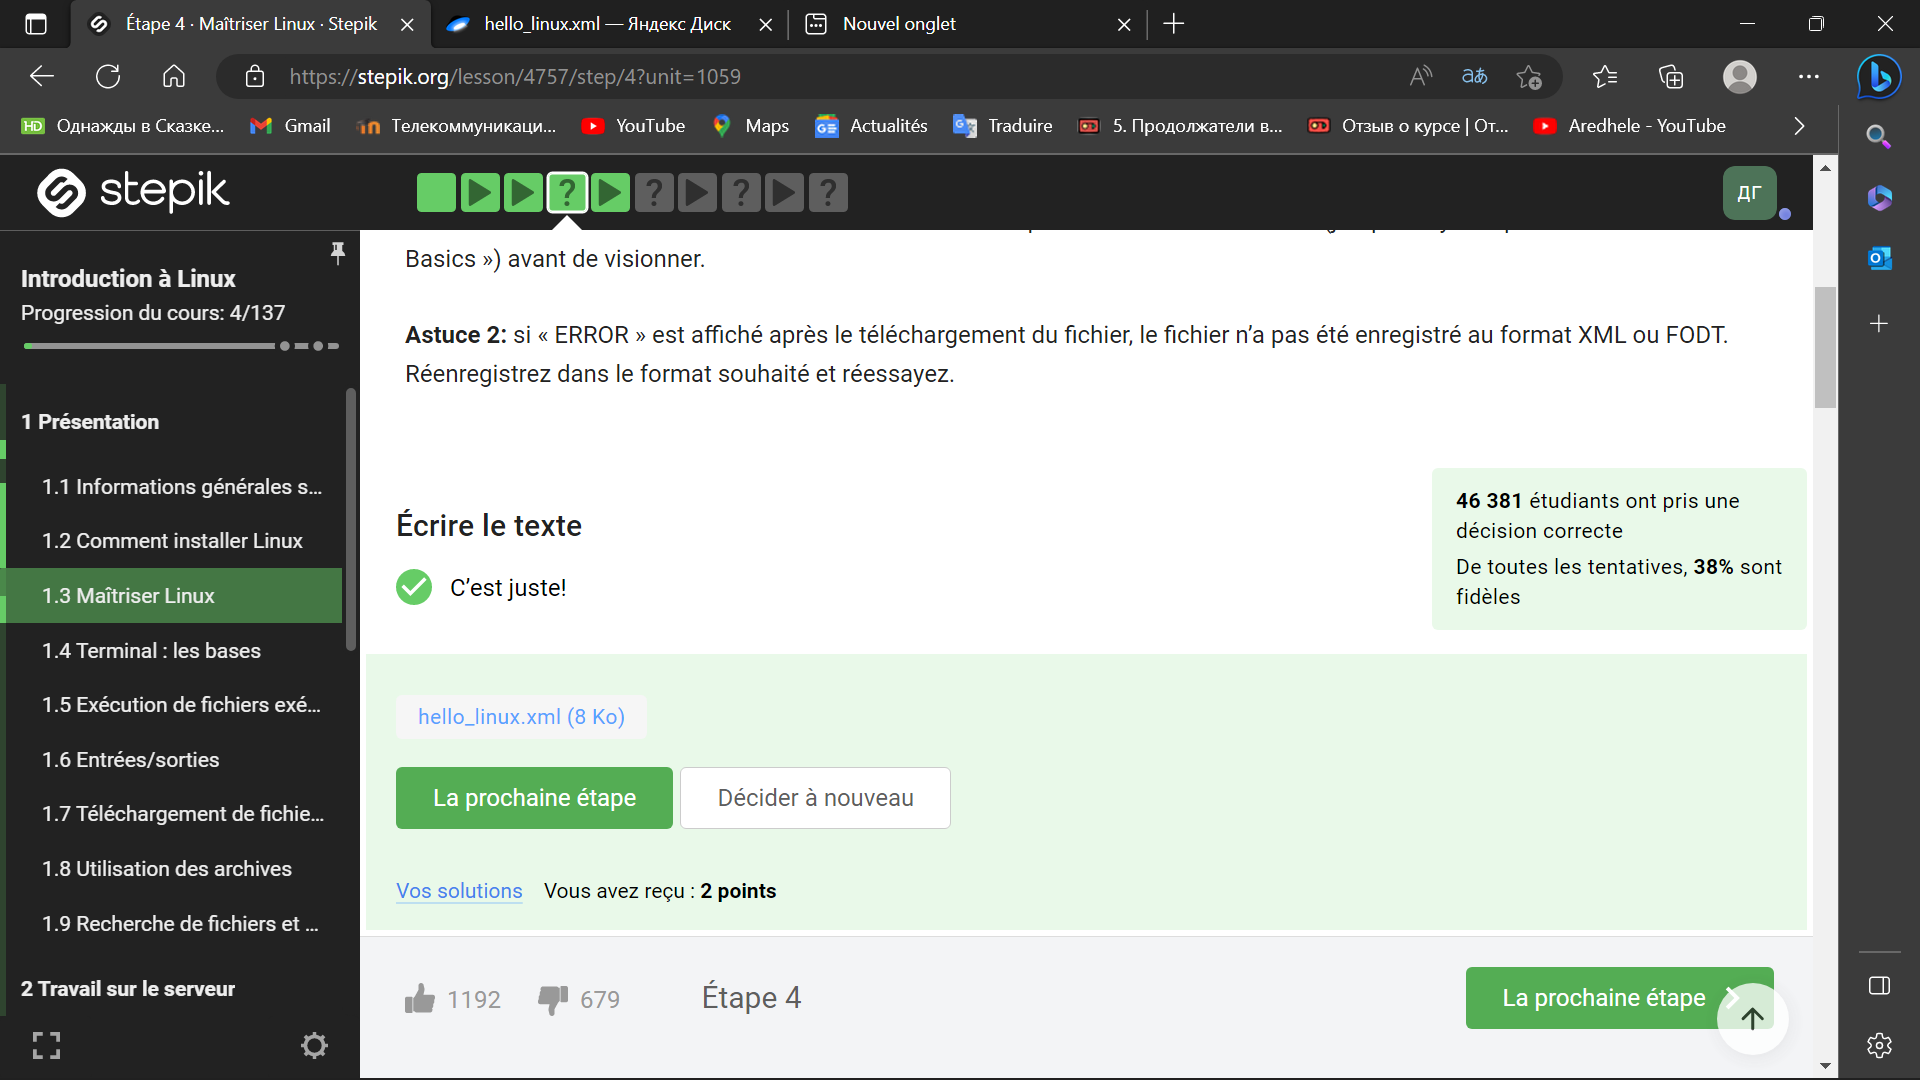 Étape 4 · Maîtriser Linux · Stepik
hello_linux.xml — Яндекс Диск
Nouvel onglet
https://stepik.org/lesson/4757/step/4?unit=1059
Однажды в Сказке...
Gmail
Телекоммуникаци...
YouTube
Maps
Actualités
Traduire
5. Продолжатели в...
Отзыв о курсе | От...
Aredhele - YouTube
stepik
ДГ
Introduction à Linux
Progression du cours: 4/137
1 Présentation
1.1 Informations générales s...
1.2 Comment installer Linux
1.3 Maîtriser Linux
1.4 Terminal : les bases
1.5 Exécution de fichiers exé...
1.6 Entrées/sorties
1.7 Téléchargement de fichie...
1.8 Utilisation des archives
1.9 Recherche de fichiers et ...
2 Travail sur le serveur
Basics ») avant de visionner.
Astuce 2: si « ERROR » est affiché après le téléchargement du fichier, le fichier n’a pas été enregistré au format XML ou FODT.
Réenregistrez dans le format souhaité et réessayez.
Écrire le texte
C’est juste!
46 381 étudiants ont pris une
décision correcte
De toutes les tentatives, 38% sont
fidèles
hello_linux.xml (8 Ko)
La prochaine étape
Décider à nouveau
Vos solutions
Vous avez reçu : 2 points
1192
679
Étape 4
La prochaine étape